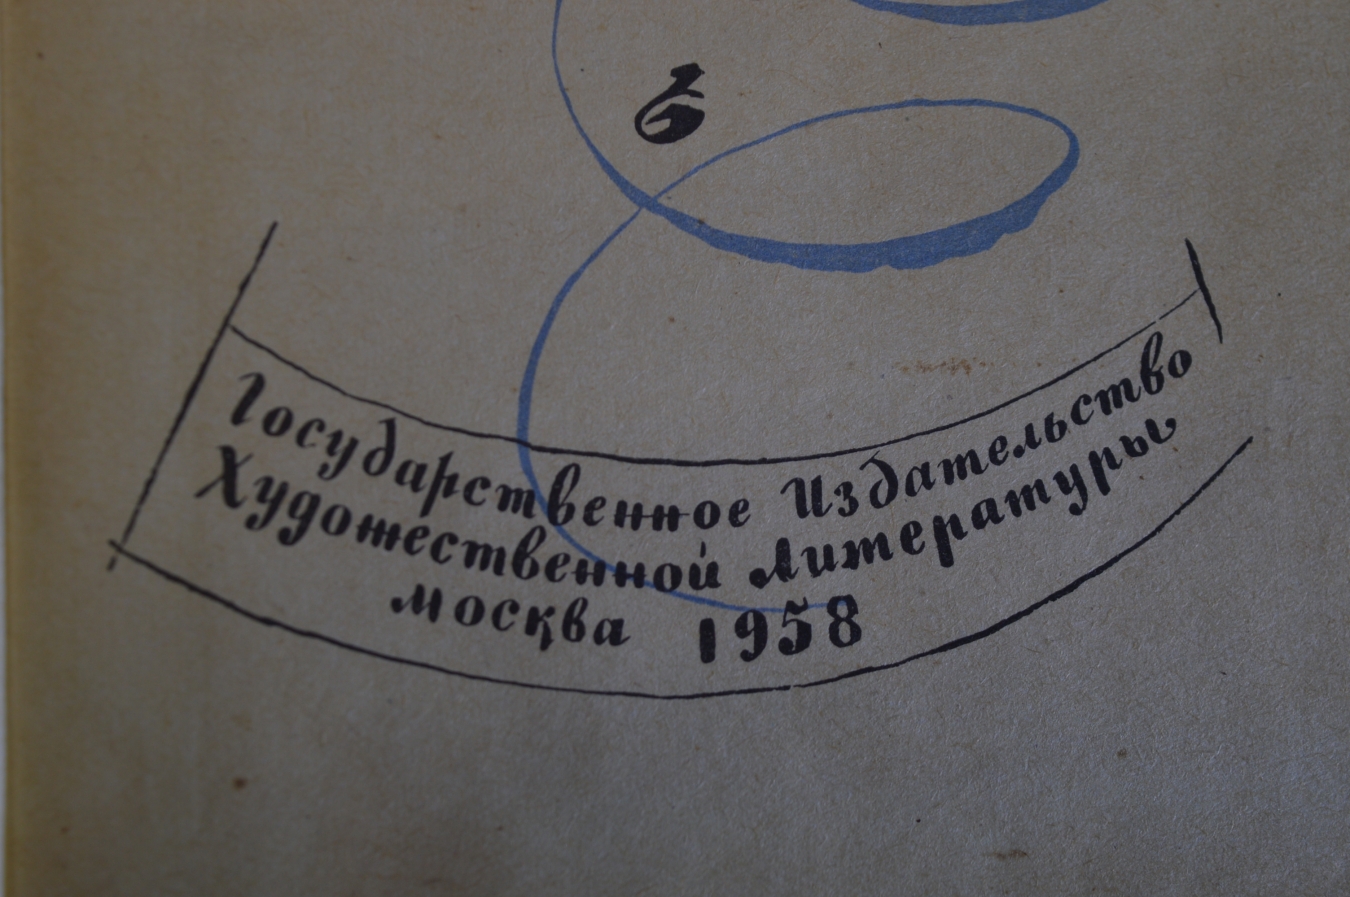 б
Государственное Издательство
Художественной Литературы
москва 1958